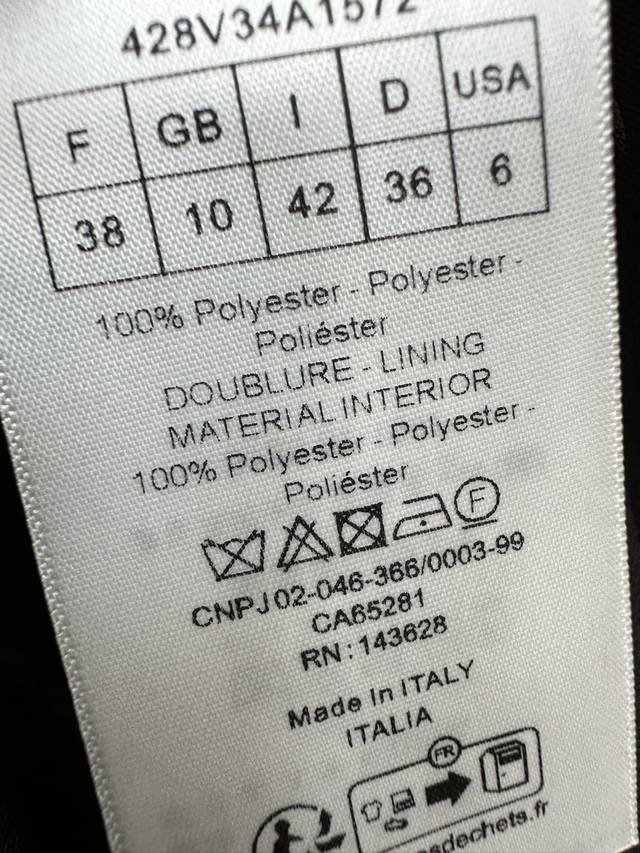 428V34A1572
F GB I D USA
38 10 42 36 6
100% Polyester - Polyester -
Poliéster
DOUBLURE - LINING
MATERIAL INTERIOR
100% Polyester - Polyester -
Poliéster
F
CNPJ 02-046-366/0003-99
CA65281
RN : 143628
Made In ITALY
ITALIA
FR